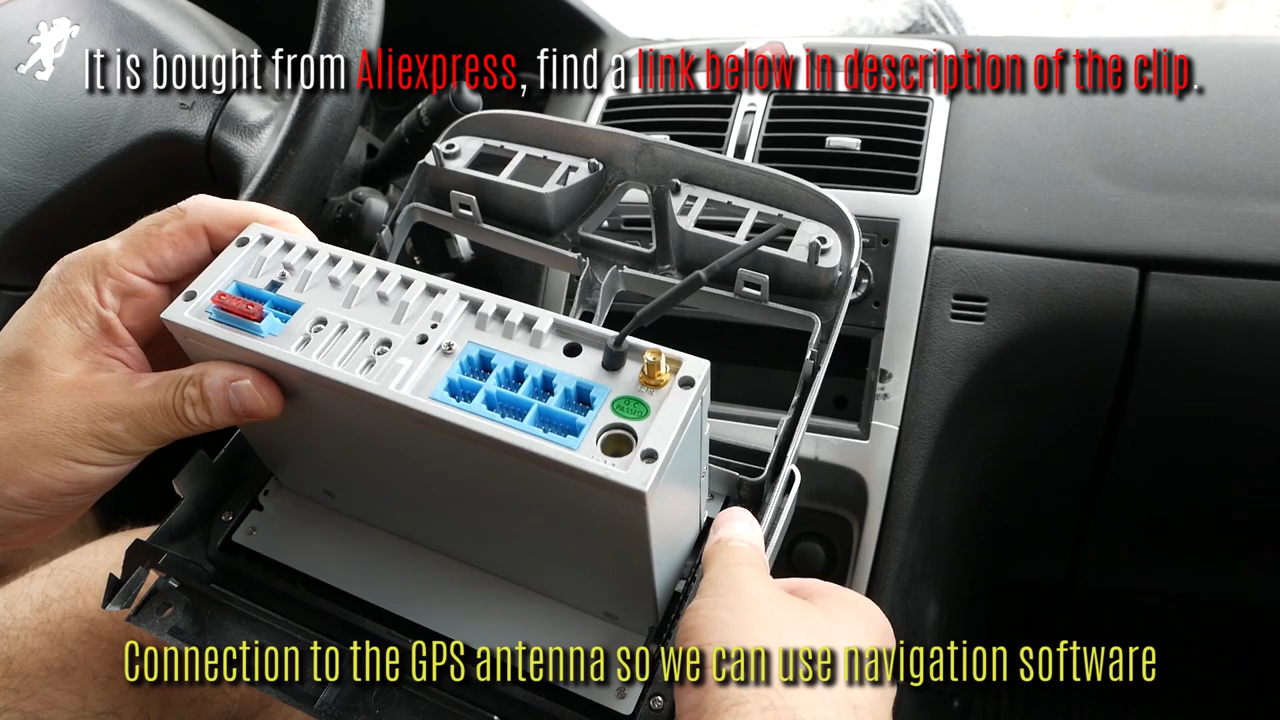 It is bought from Aliexpress, find a link below in description of the clip.
Q.C
PASSED
Connection to the GPS antenna so we can use navigation software